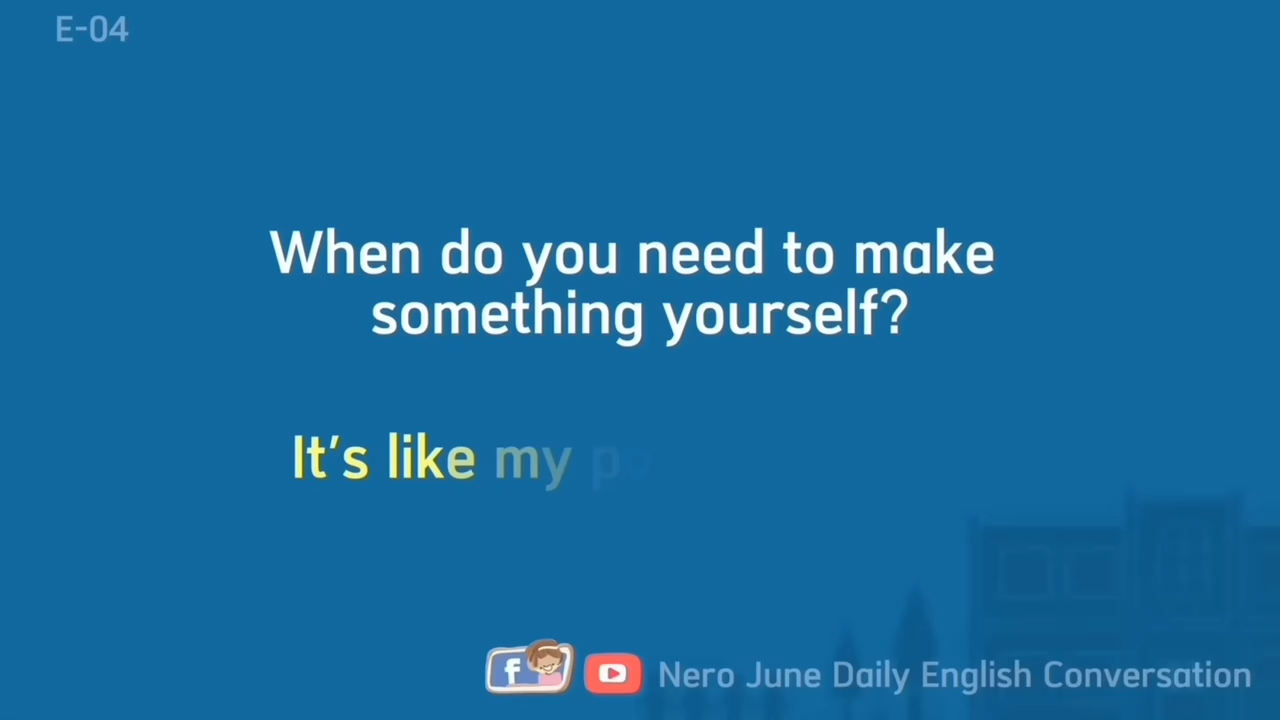 E-04
When do you need to make
something yourself?
It's like my
Nero June Daily English Conversation